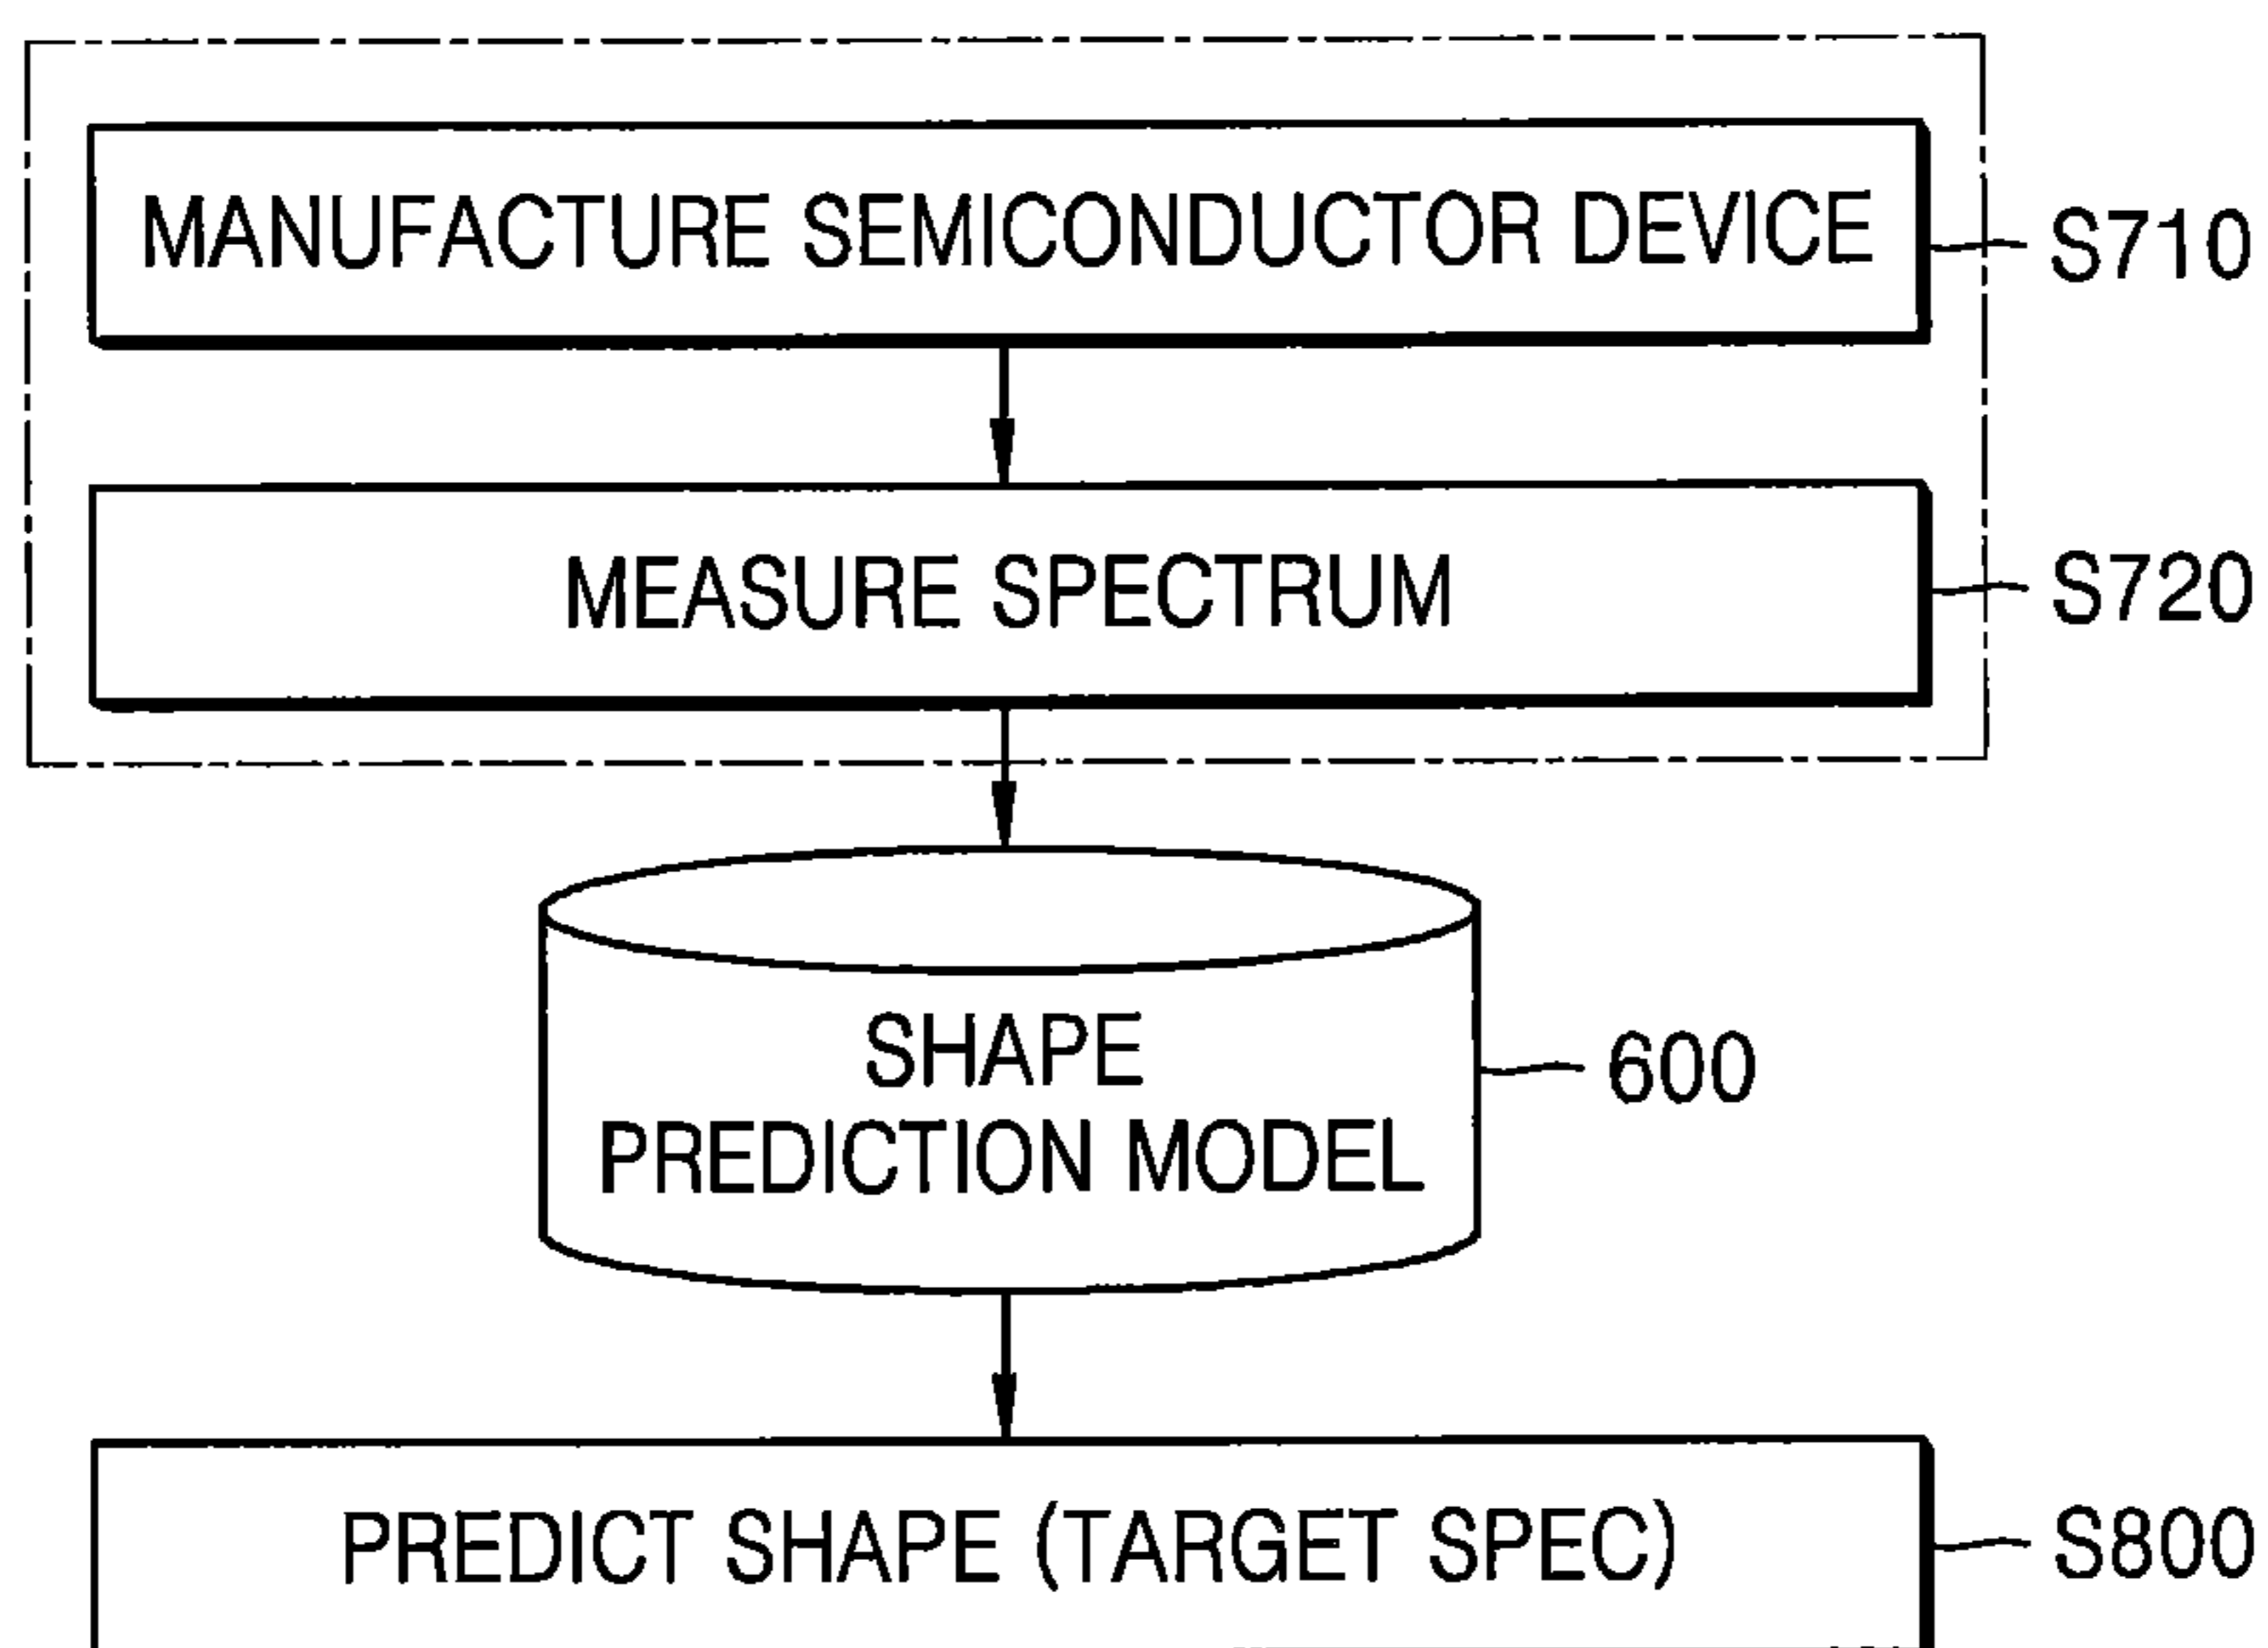 MANUFACTURE SEMICONDUCTOR DEVICE
S710
MEASURE SPECTRUM
S720
SHAPE
PREDICTION MODEL
600
PREDICT SHAPE (TARGET SPEC)
S800